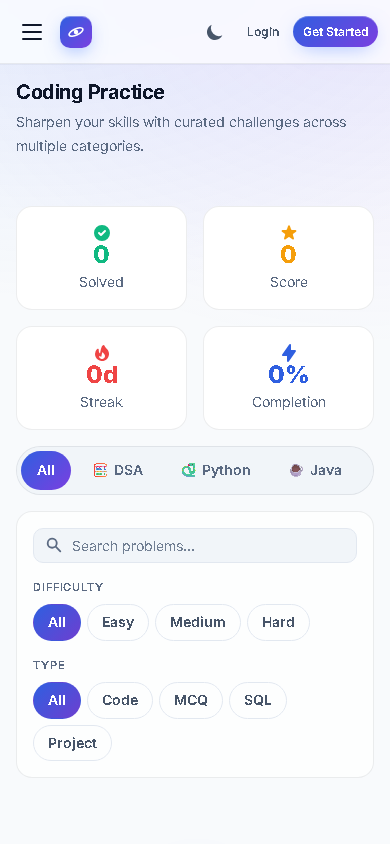 Login
Get Started
Coding Practice
Sharpen your skills with curated challenges across
multiple categories.
0
Solved
0
Score
0d
Streak
0%
Completion
All
DSA
Python
Java
Search problems...
DIFFICULTY
All
Easy
Medium
Hard
TYPE
All
Code
MCQ
SQL
Project